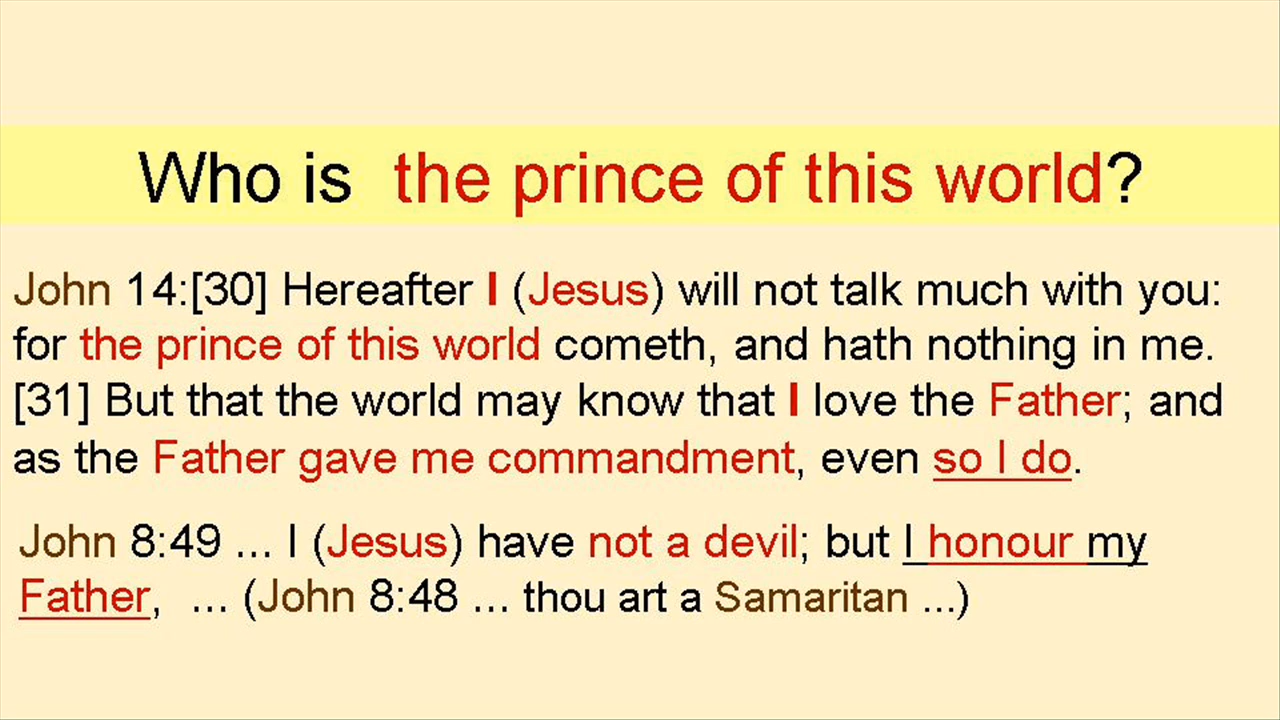 Who is the prince of this world?
John 14:[30] Hereafter I (Jesus) will not talk much with you:
for the prince of this world cometh, and hath nothing in me.
[31] But that the world may know that I love the Father; and
as the Father gave me commandment, even so I do.
John 8:49 ... I (Jesus) have not a devil; but I honour my
Father, ... (John 8:48 ... thou art a Samaritan ...)